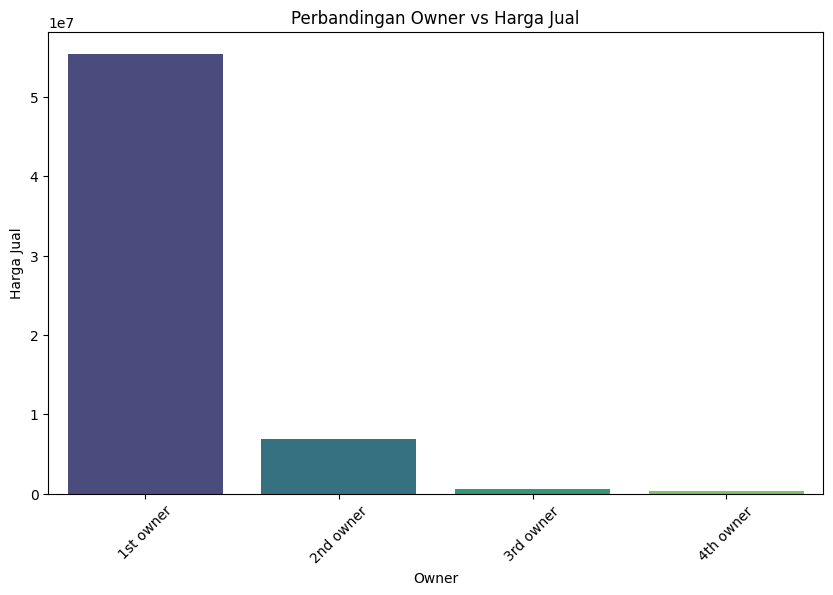 Perbandingan Owner vs Harga Jual
1e7
5
4
3
2
1
0
Harga Jual
1st owner
2nd owner
3rd owner
4th owner
Owner